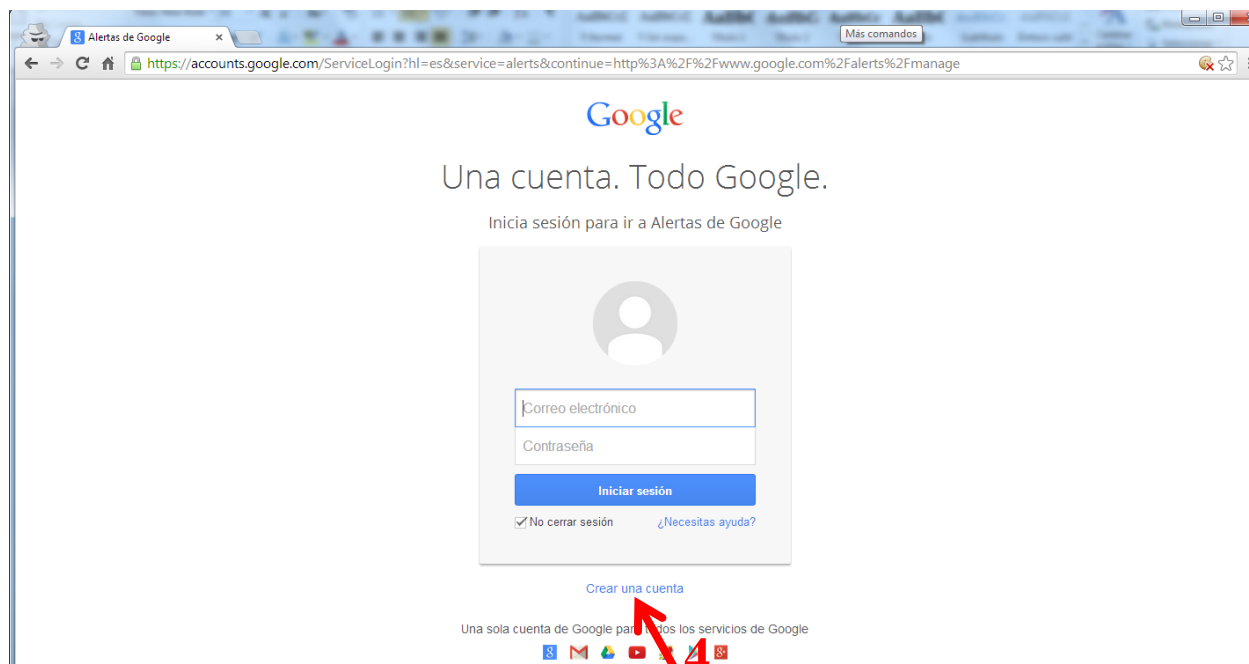 Más comandos
Alertas de Google
https://accounts.google.com/ServiceLogin?hl=es&service=alerts&continue=http%3A%2F%2Fwww.google.com%2Falerts%2Fmanage
Google
Una cuenta. Todo Google.
Inicia sesión para ir a Alertas de Google
Correo electrónico
Contraseña
Iniciar sesión
No cerrar sesión ¿Necesitas ayuda?
Crear una cuenta
Una sola cuenta de Google para todos los servicios de Google
4